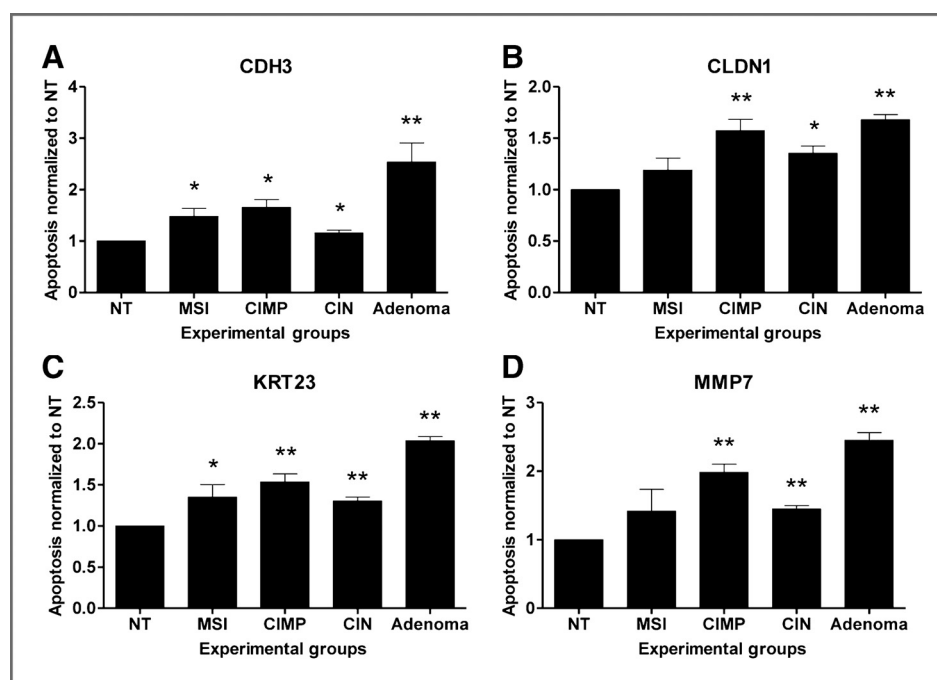 A
CDH3
Apoptosis normalized to NT
4
3
2
1
0
*
*
*
**
NT MSI CIMP CIN Adenoma
Experimental groups
B
CLDN1
Apoptosis normalized to NT
2.0
1.5
1.0
0.5
0.0
**
*
**
NT MSI CIMP CIN Adenoma
Experimental groups
C
KRT23
Apoptosis normalized to NT
2.5
2.0
1.5
1.0
0.5
0.0
*
**
**
**
NT MSI CIMP CIN Adenoma
Experimental groups
D
MMP7
Apoptosis normalized to NT
3
2
1
0
**
**
**
NT MSI CIMP CIN Adenoma
Experimental groups